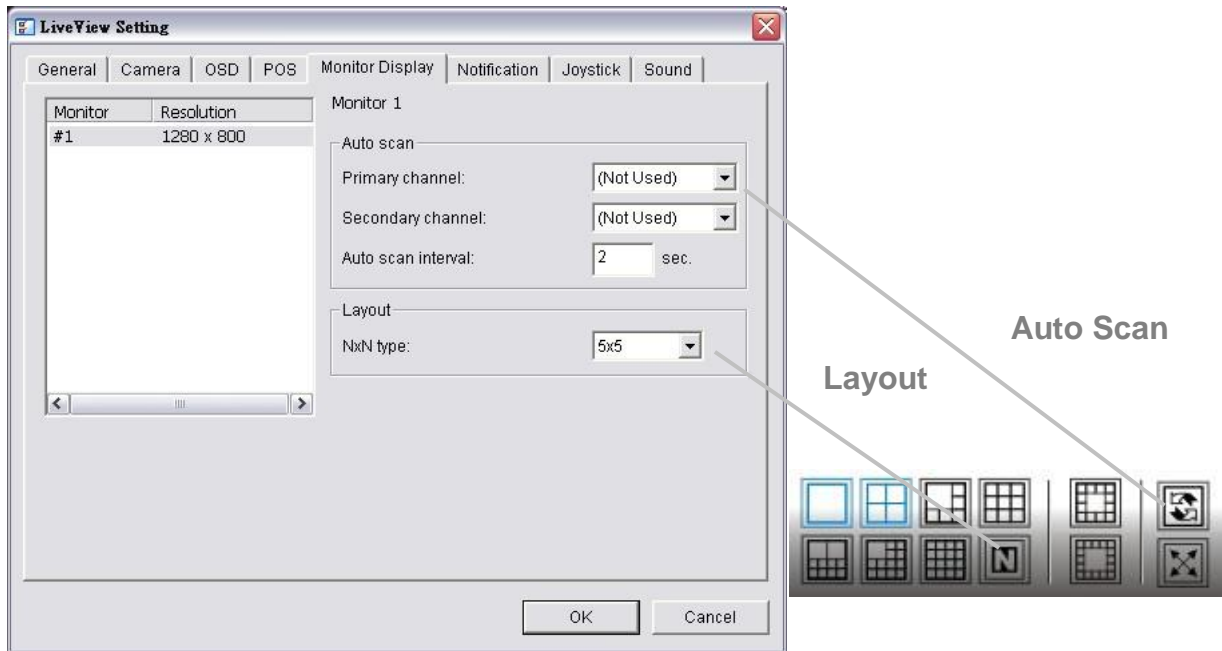 LiveView Setting
General Camera OSD POS Monitor Display Notification Joystick Sound
Monitor Resolution
#1 1280 x 800
Monitor 1
Auto scan
Primary channel: (Not Used)
Secondary channel: (Not Used)
Auto scan interval: 2 sec.
Layout
NxN type: 5x5
OK Cancel
Auto Scan
Layout
N